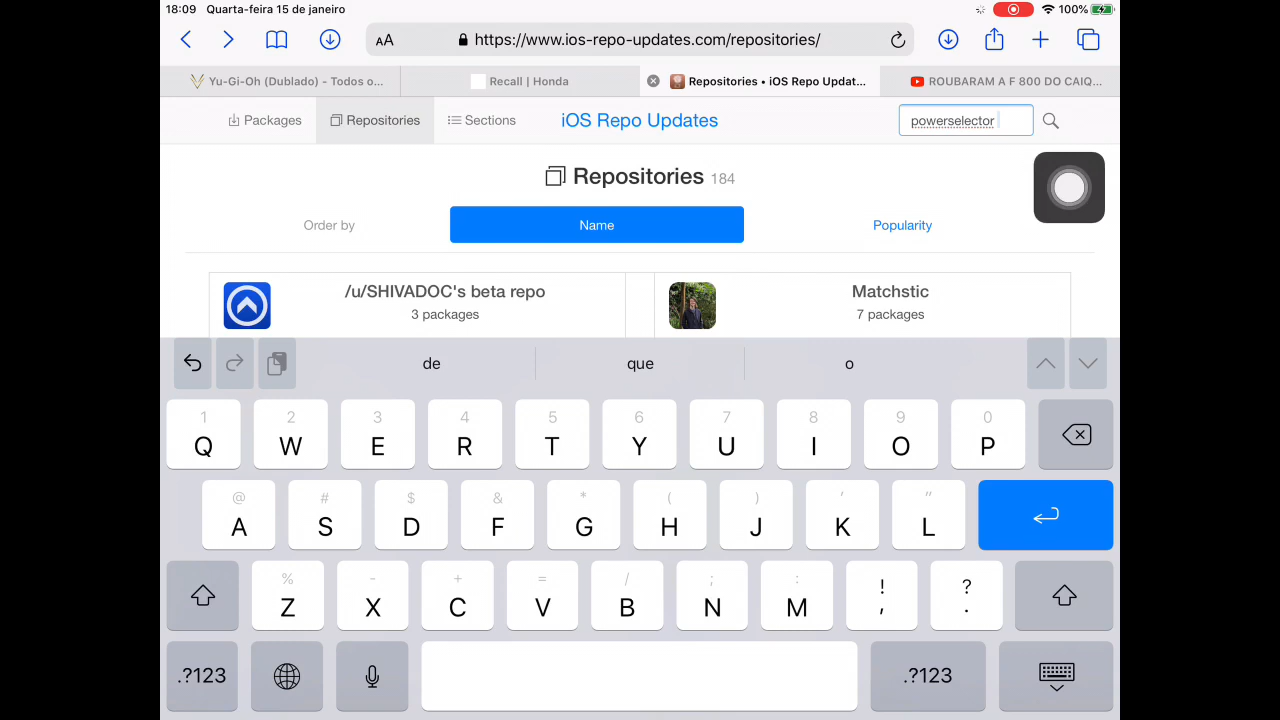 18:09 Quarta-feira 15 de janeiro 100%
AA https://www.ios-repo-updates.com/repositories/
Yu-Gi-Oh (Dublado) - Todos o... Recall | Honda Repositories • iOS Repo Updat... ROUBARAM A F 800 DO CAIQ...
Packages Repositories Sections iOS Repo Updates powerselector
Repositories 184
Order by Name Popularity
/u/SHIVADOC's beta repo Matchstic
3 packages 7 packages
de que o
1 2 3 4 5 6 7 8 9 0
Q W E R T Y U I O P
@ # $ & * ( ) ' "
A S D F G H J K L
% - + = / ; : ! ?
Z X C V B N M , .
.?123 .?123